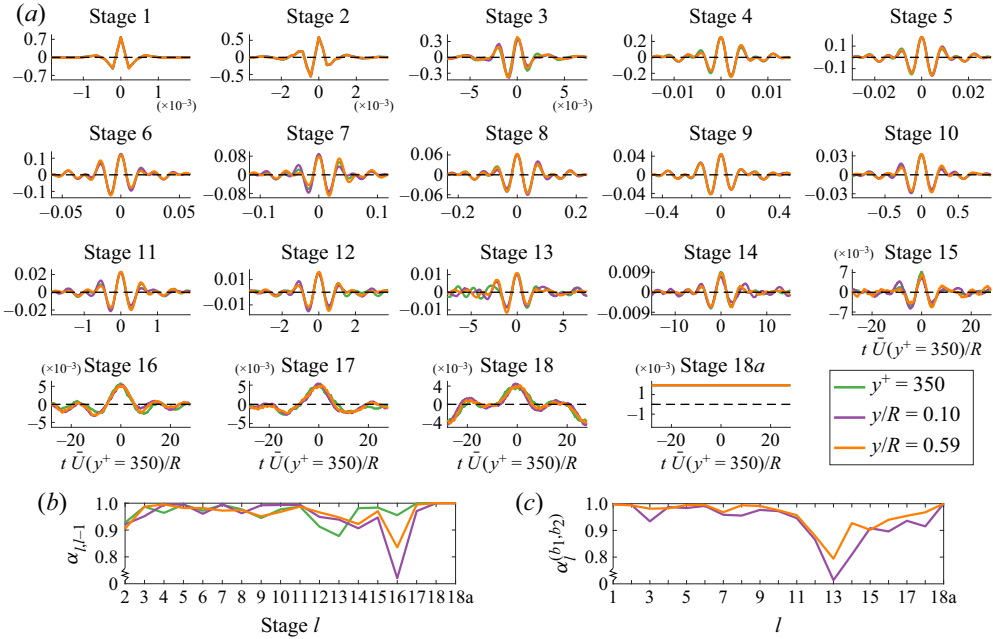 (a)
Stage 1 Stage 2 Stage 3 Stage 4 Stage 5
0.7 0.5 0.3 0.2 0.1
0 0 0 0 0
−0.7 −0.5 −0.3 −0.2 −0.1
−1 0 1 −2 0 2 −5 0 5 −0.01 0 0.01 −0.02 0 0.02
(×10−3) (×10−3) (×10−3)
Stage 6 Stage 7 Stage 8 Stage 9 Stage 10
0.1 0.08 0.06 0.04 0.03
0 0 0 0 0
−0.1 −0.08 −0.06 −0.04 −0.03
−0.05 0 0.05 −0.1 0 0.1 −0.2 0 0.2 −0.4 0 0.4 −0.5 0 0.5
Stage 11 Stage 12 Stage 13 Stage 14 (×10−3) Stage 15
0.02 0.01 0.01 0.009 7
0 0 0 0 0
−0.02 −0.01 −0.01 −0.009 −7
−1 0 1 −2 0 2 −5 0 5 −10 0 10 −20 0 20
t Ū(y+ = 350)/R
(×10−3) Stage 16 (×10−3) Stage 17 (×10−3) Stage 18 (×10−3) Stage 18a
5 5 4 1
0 0 0 −1
−5 −5 −4
−20 0 20 −20 0 20 −20 0 20 −20 0 20
t Ū(y+ = 350)/R t Ū(y+ = 350)/R t Ū(y+ = 350)/R t Ū(y+ = 350)/R
y+ = 350
y/R = 0.10
y/R = 0.59
(b)
αl,l−1
1.0
0.9
0.8
0
2 3 4 5 6 7 8 9 10 11 12 13 14 15 16 17 18 18a
Stage l
(c)
αl(b1,b2)
1.0
0.9
0.8
0
1 3 5 7 9 11 13 15 17 18a
l